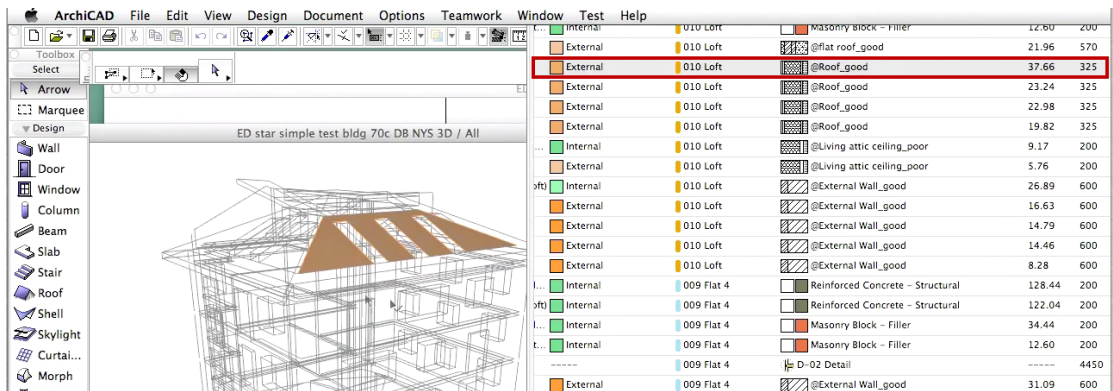 ArchiCAD File Edit View Design Document Options Teamwork Window Test Help
Toolbox
Select
Arrow
Marquee
Design
Wall
Door
Window
Column
Beam
Slab
Stair
Roof
Shell
Skylight
Curtai...
Morph
ED star simple test bldg 70c DB NYS 3D / All
t... Internal 010 Loft Masonry Block - Filler 12.60 200
External 010 Loft @flat roof_good 21.96 570
External 010 Loft @Roof_good 37.66 325
External 010 Loft @Roof_good 23.24 325
External 010 Loft @Roof_good 22.98 325
External 010 Loft @Roof_good 19.82 325
... Internal 010 Loft @Living attic ceiling_poor 9.17 200
External 010 Loft @Living attic ceiling_poor 5.76 200
oft) Internal 010 Loft @External Wall_good 26.89 600
External 010 Loft @External Wall_good 16.63 600
External 010 Loft @External Wall_good 14.79 600
External 010 Loft @External Wall_good 14.46 600
External 010 Loft @External Wall_good 8.28 600
l... Internal 009 Flat 4 Reinforced Concrete - Structural 128.44 200
oft) Internal 009 Flat 4 Reinforced Concrete - Structural 122.04 200
l... Internal 009 Flat 4 Masonry Block - Filler 34.44 200
t... Internal 009 Flat 4 Masonry Block - Filler 12.60 200
----- 009 Flat 4 D-02 Detail ----- 4450
External 009 Flat 4 @External Wall_good 31.09 600